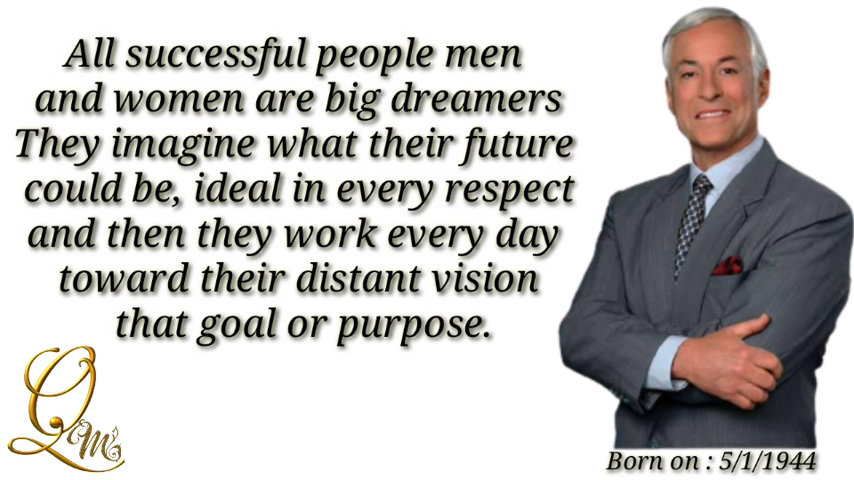 All successful people men
and women are big dreamers
They imagine what their future
could be, ideal in every respect
and then they work every day
toward their distant vision
that goal or purpose.
Born on : 5/1/1944